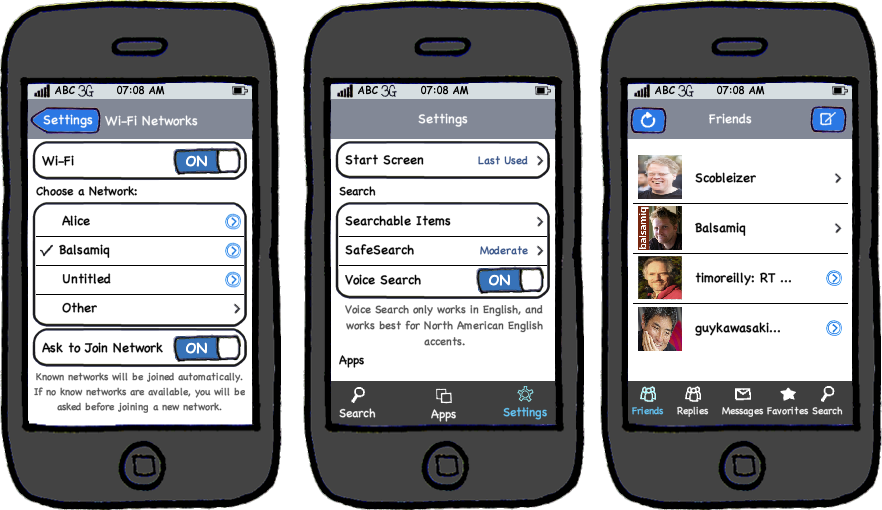 ABC 3G 07:08 AM
Settings Wi-Fi Networks
Wi-Fi ON
Choose a Network:
Alice
Balsamiq
Untitled
Other
Ask to Join Network ON
Known networks will be joined automatically.
If no know networks are available, you will be
asked before joining a new network.
ABC 3G 07:08 AM
Settings
Start Screen Last Used
Search
Searchable Items
SafeSearch Moderate
Voice Search ON
Voice Search only works in English, and
works best for North American English
accents.
Apps
Search Apps Settings
ABC 3G 07:08 AM
Friends
Scobleizer
balsamiq
Balsamiq
timoreilly: RT ...
guykawasaki...
Friends Replies Messages Favorites Search